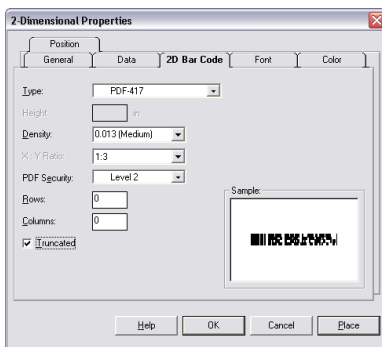 2-Dimensional Properties
Position
General Data 2D Bar Code Font Color
Type: PDF-417
Height: in
Density: 0.013 (Medium)
X : Y Ratio: 1:3
PDF Security: Level 2
Rows: 0
Columns: 0
Truncated
Sample:
Help OK Cancel Place